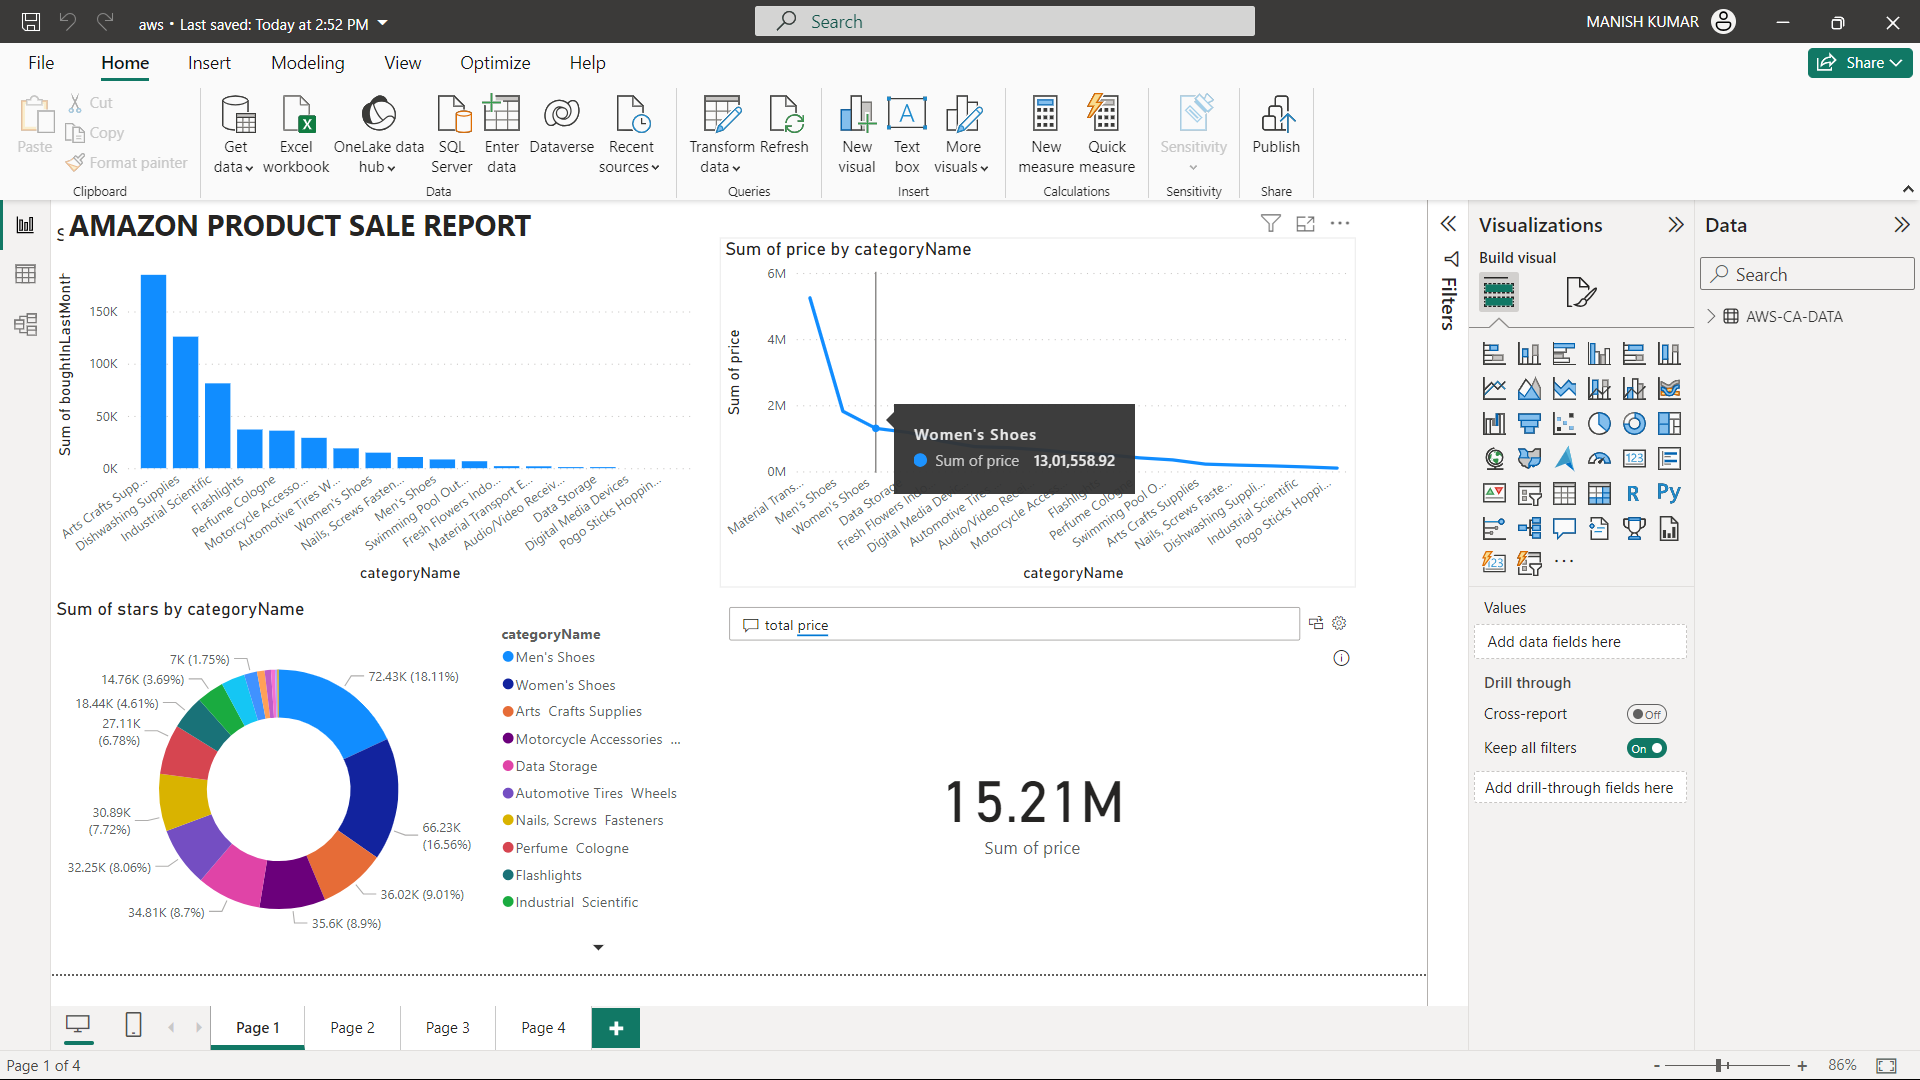 aws • Last saved: Today at 2:52 PM
Search
MANISH KUMAR
File Home Insert Modeling View Optimize Help
Share
Paste
Cut
Copy
Format painter
Clipboard
Get data
Excel workbook
OneLake data hub
SQL Server
Enter data
Dataverse
Recent sources
Data
Transform data
Refresh
Queries
New visual
Text box
More visuals
Insert
New measure
Quick measure
Calculations
Sensitivity
Sensitivity
Publish
Share
AMAZON PRODUCT SALE REPORT
Sum of boughtInLastMonth
150K
100K
50K
0K
Arts Crafts Supp...
Dishwashing Supplies
Industrial Scientific
Flashlights
Perfume Cologne
Motorcycle Accesso...
Automotive Tires W...
Women's Shoes
Nails, Screws Fasten...
Men's Shoes
Swimming Pool Out...
Fresh Flowers Indo...
Material Transport E...
Audio/Video Receiv...
Data Storage
Digital Media Devices
Pogo Sticks Hoppin...
categoryName
Sum of price by categoryName
Sum of price
6M
4M
2M
0M
Women's Shoes
Sum of price 13,01,558.92
Material Trans...
Men's Shoes
Women's Shoes
Data Storage
Fresh Flowers Indo
Digital Media Dev
Automotive Tires
Audio/Video Rec
Motorcycle Acces
Flashlights
Perfume Cologne
Swimming Pool O...
Arts Crafts Supplies
Nails, Screws Faste...
Dishwashing Suppli...
Industrial Scientific
Pogo Sticks Hoppi...
categoryName
Sum of stars by categoryName
7K (1.75%)
14.76K (3.69%)
18.44K (4.61%)
27.11K
(6.78%)
30.89K
(7.72%)
32.25K (8.06%)
34.81K (8.7%)
35.6K (8.9%)
36.02K (9.01%)
66.23K
(16.56%)
72.43K (18.11%)
categoryName
Men's Shoes
Women's Shoes
Arts Crafts Supplies
Motorcycle Accessories ...
Data Storage
Automotive Tires Wheels
Nails, Screws Fasteners
Perfume Cologne
Flashlights
Industrial Scientific
total price
15.21M
Sum of price
Filters
Visualizations
Build visual
123
R
Py
123
Values
Add data fields here
Drill through
Cross-report
Off
Keep all filters
On
Add drill-through fields here
Data
Search
AWS-CA-DATA
Page 1
Page 2
Page 3
Page 4
Page 1 of 4
86%